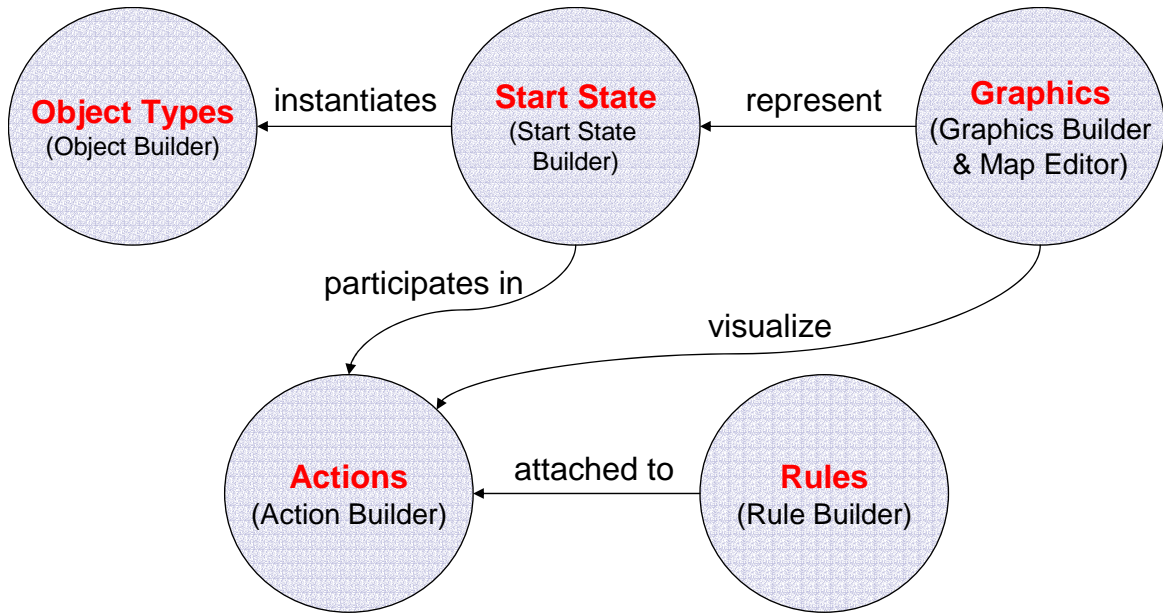 Object Types
(Object Builder)
instantiates
Start State
(Start State
Builder)
represent
Graphics
(Graphics Builder
& Map Editor)
participates in
visualize
Actions
(Action Builder)
attached to
Rules
(Rule Builder)